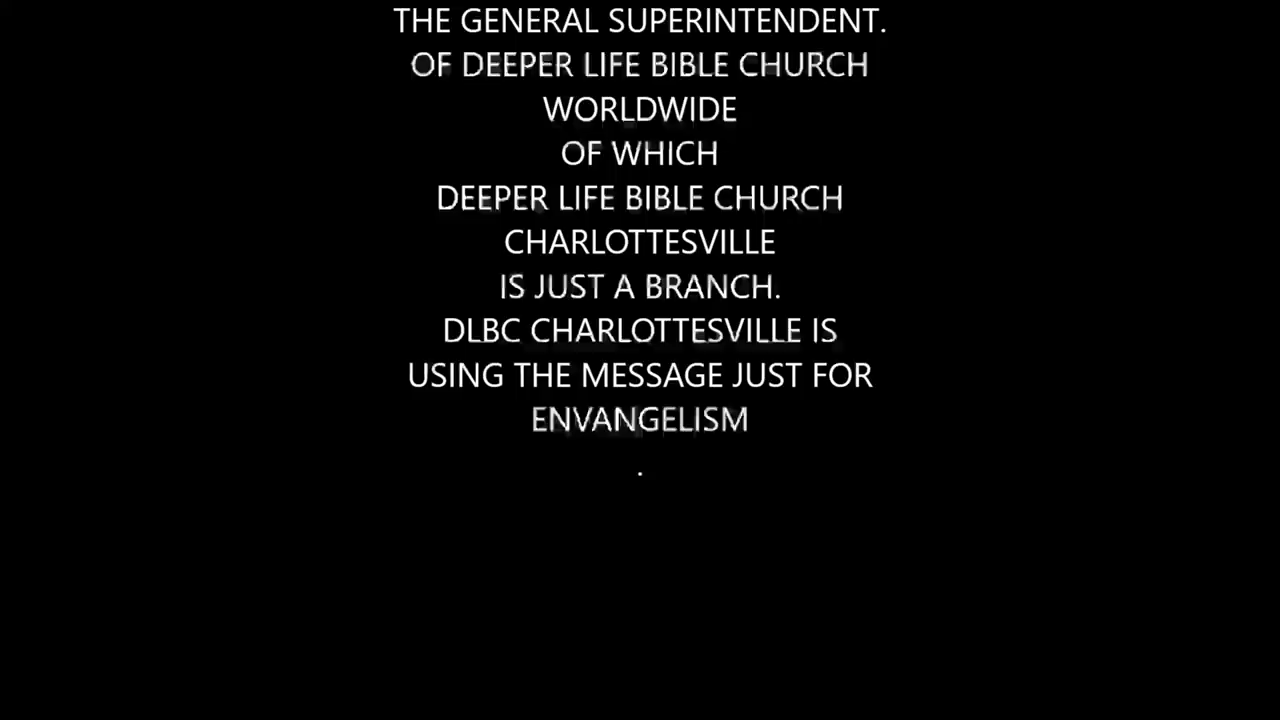 THE GENERAL SUPERINTENDENT.
OF DEEPER LIFE BIBLE CHURCH
WORLDWIDE
OF WHICH
DEEPER LIFE BIBLE CHURCH
CHARLOTTESVILLE
IS JUST A BRANCH.
DLBC CHARLOTTESVILLE IS
USING THE MESSAGE JUST FOR
ENVANGELISM
.